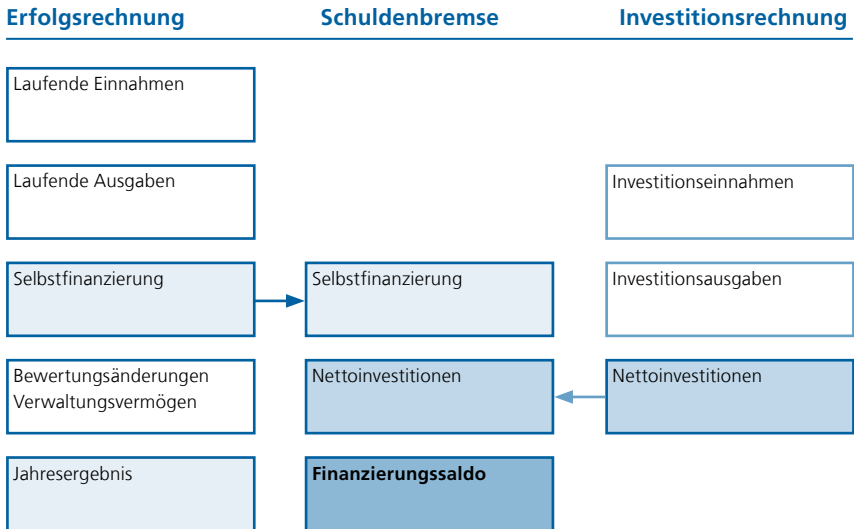 Erfolgsrechnung
Schuldenbremse
Investitionsrechnung
Laufende Einnahmen
Laufende Ausgaben
Investitionseinnahmen
Selbstfinanzierung
Selbstfinanzierung
Investitionsausgaben
Bewertungsänderungen
Verwaltungsvermögen
Nettoinvestitionen
Nettoinvestitionen
Jahresergebnis
Finanzierungssaldo